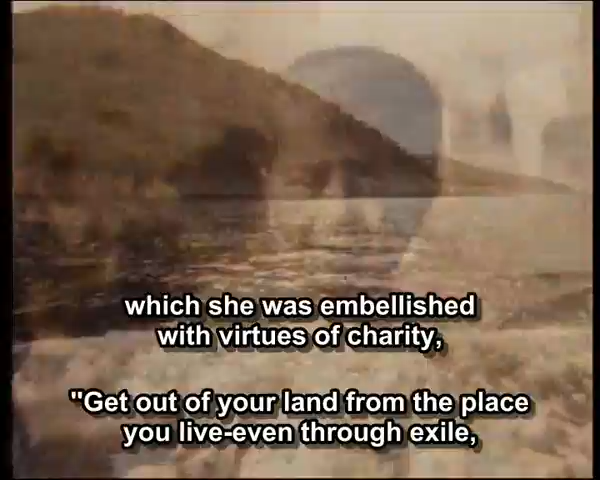 which she was embellished
with virtues of charity,
"Get out of your land from the place
you live-even through exile,